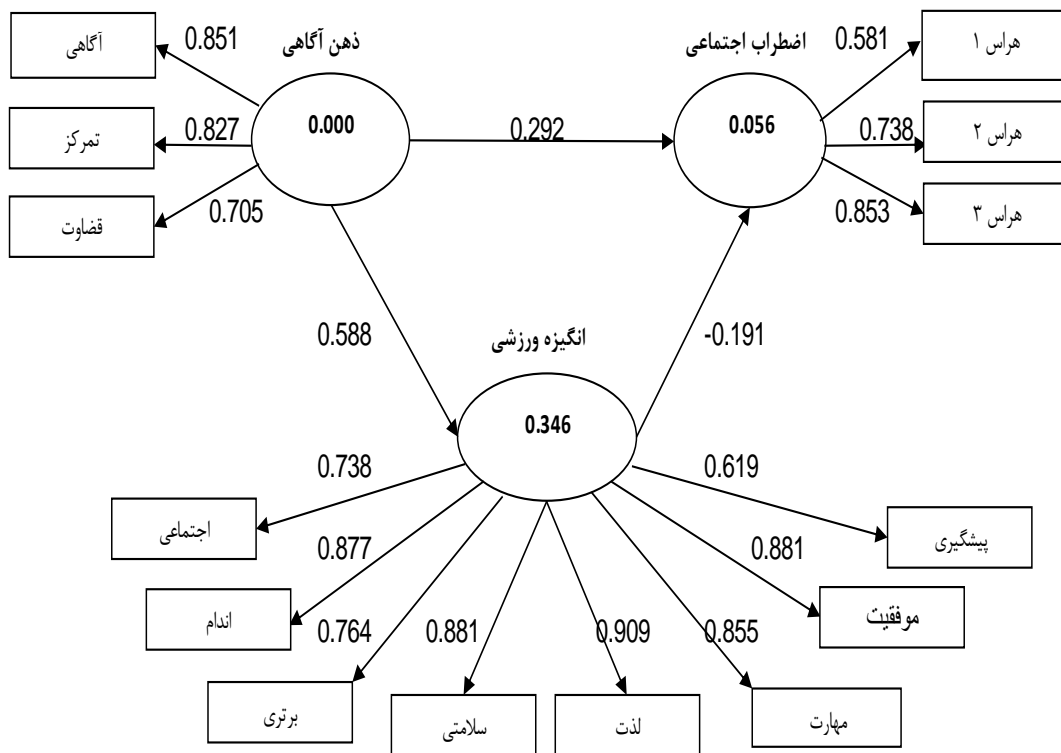 ذهن آگاهی
اضطراب اجتماعی
آگاهی
0.851
0.581
هراس ۱
تمرکز
0.827
0.000
0.292
0.056
0.738
هراس ۲
قضاوت
0.705
0.853
هراس ۳
0.588
انگیزه ورزشی
-0.191
0.346
0.738
0.619
اجتماعی
پیشگیری
0.877
0.881
اندام
موفقیت
0.764
0.881
0.909
0.855
برتری
سلامتی
لذت
مهارت